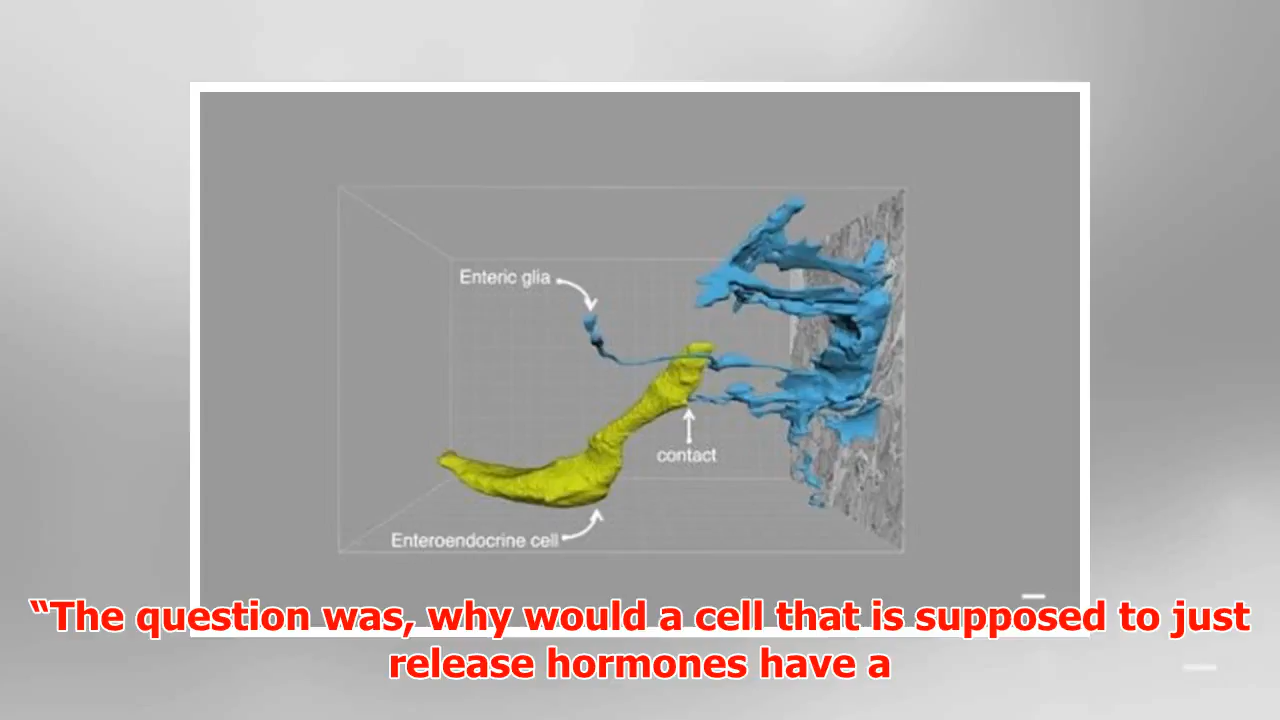 Enteric glia
contact
Enteroendocrine cell
“The question was, why would a cell that is supposed to just
release hormones have a